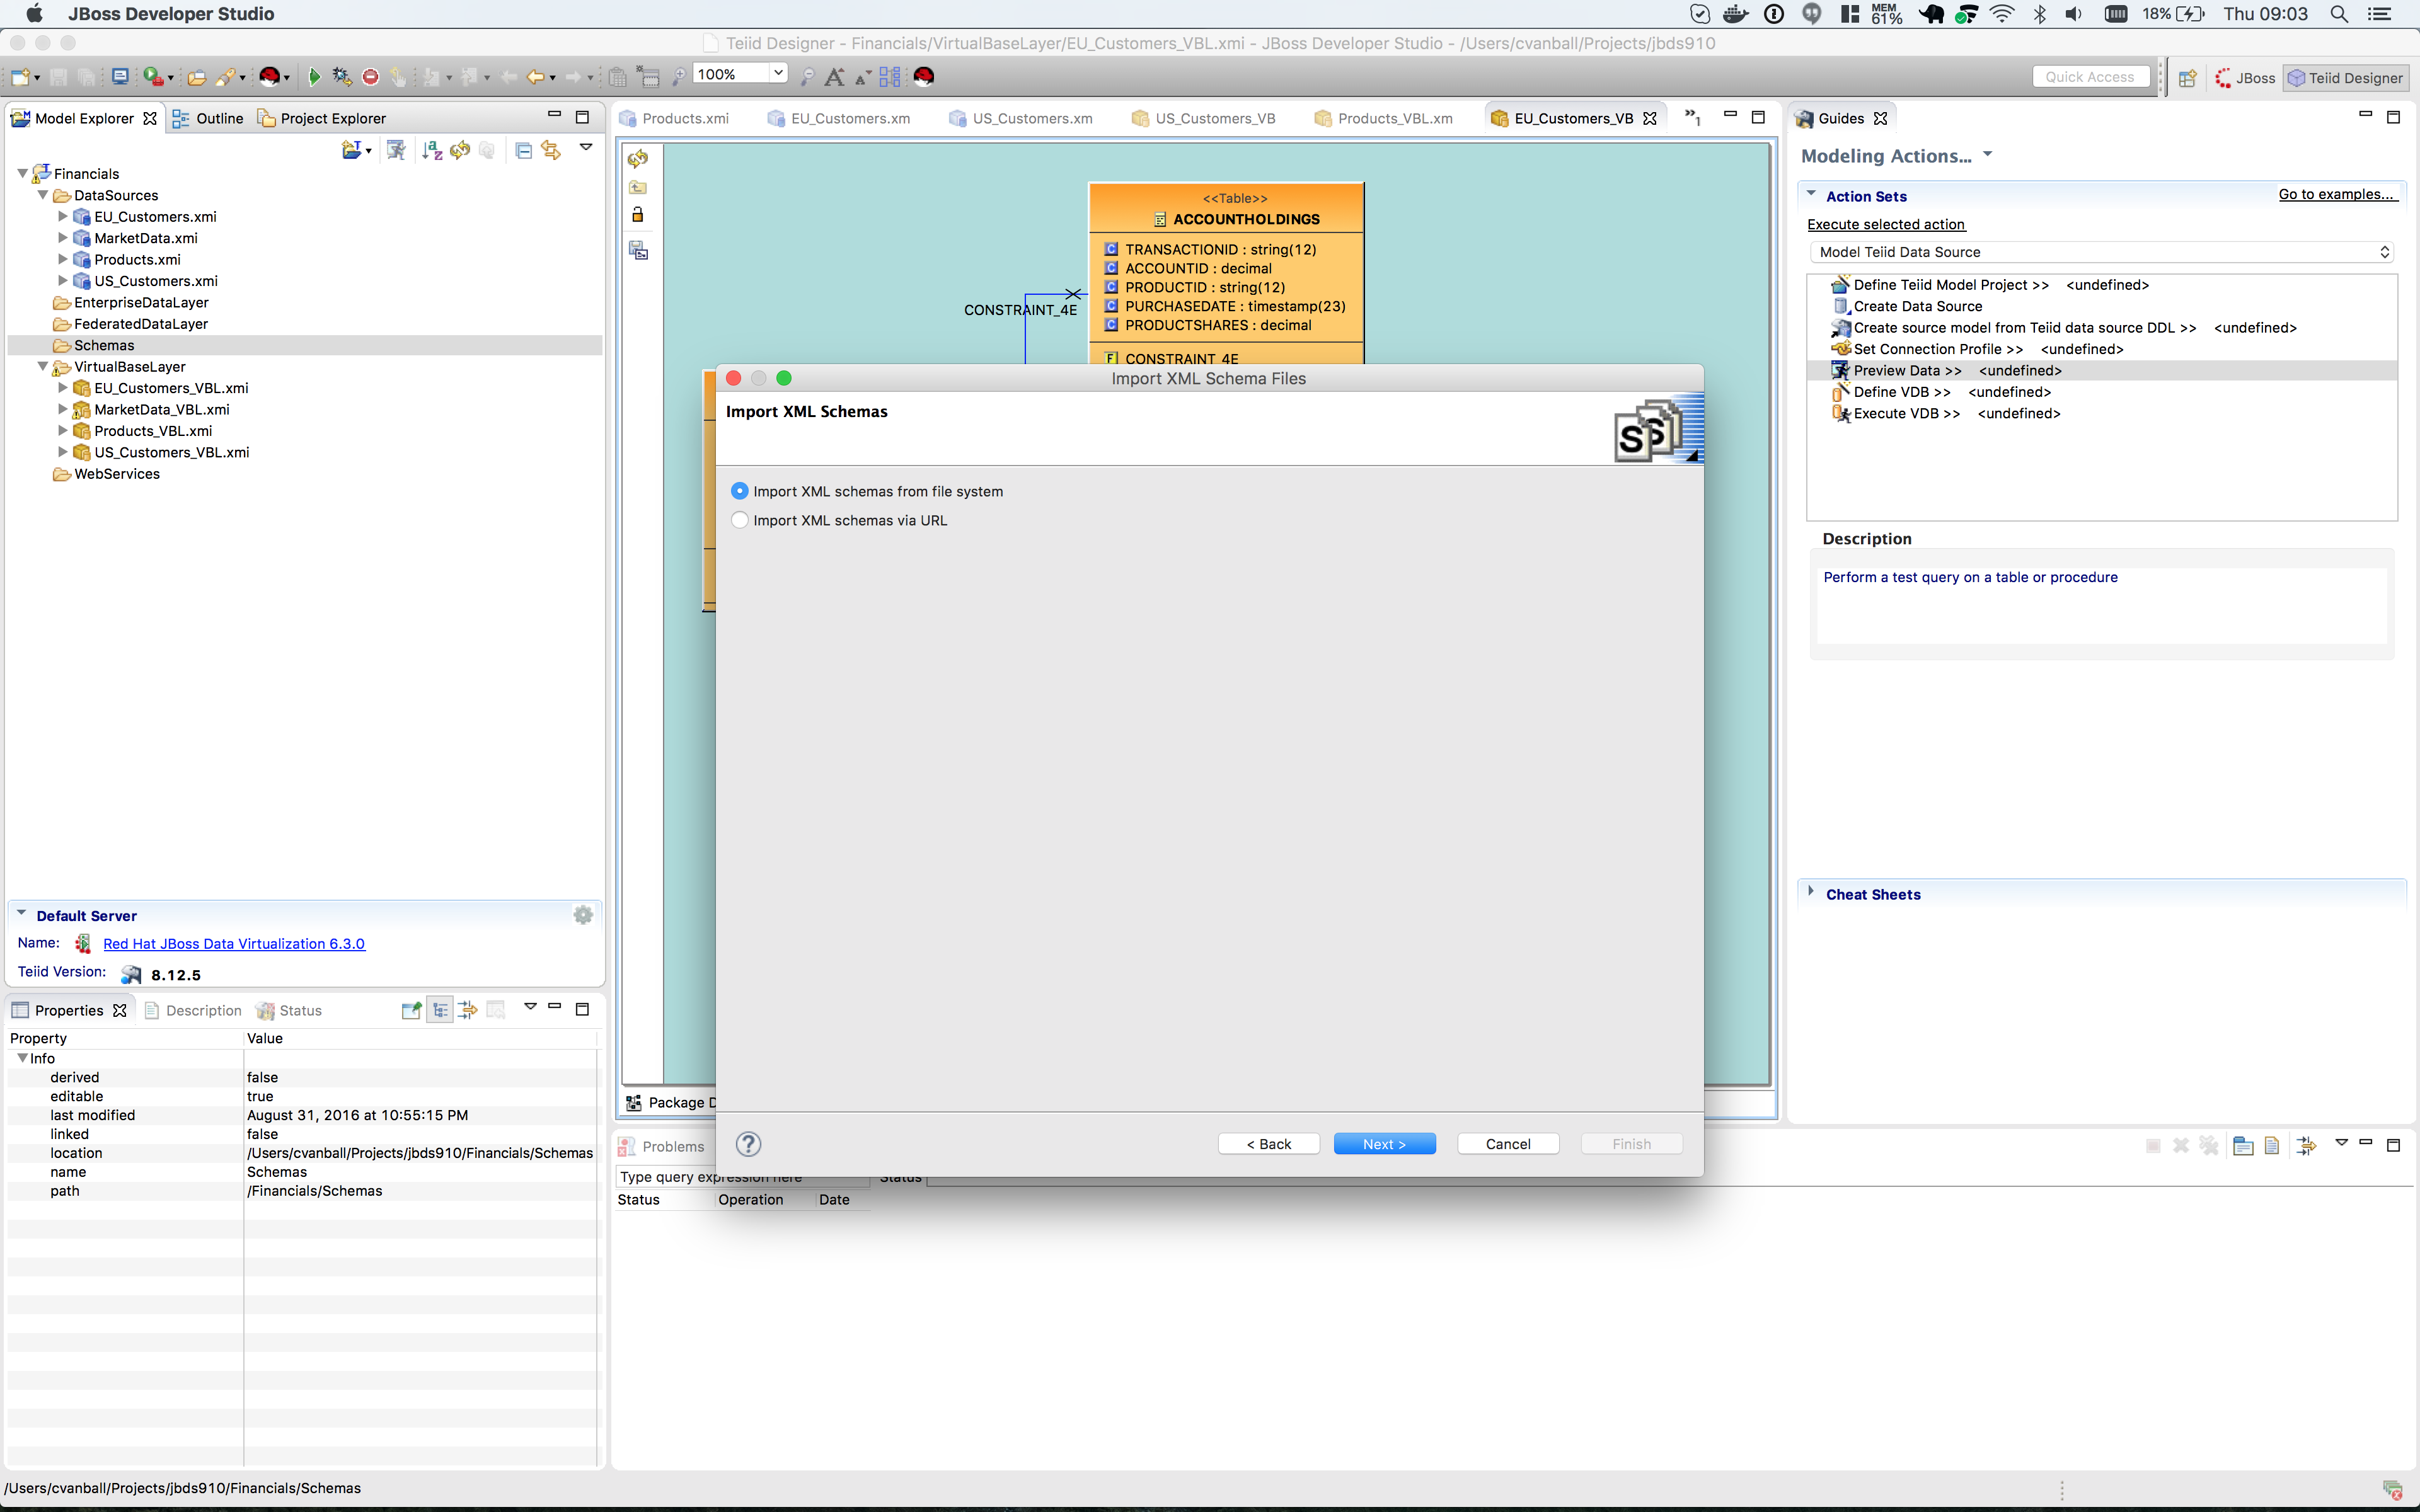 JBoss Developer Studio
MEM 61%
18%
Thu 09:03
Teiid Designer - Financials/VirtualBaseLayer/EU_Customers_VBL.xmi - JBoss Developer Studio - /Users/cvanball/Projects/jbds910
100%
Quick Access
JBoss
Teiid Designer
Model Explorer
Outline
Project Explorer
Financials
DataSources
EU_Customers.xmi
MarketData.xmi
Products.xmi
US_Customers.xmi
EnterpriseDataLayer
FederatedDataLayer
Schemas
VirtualBaseLayer
EU_Customers_VBL.xmi
MarketData_VBL.xmi
Products_VBL.xmi
US_Customers_VBL.xmi
WebServices
Default Server
Name: Red Hat JBoss Data Virtualization 6.3.0
Teiid Version: 8.12.5
Properties
Description
Status
Property Value
Info
derived false
editable true
last modified August 31, 2016 at 10:55:15 PM
linked false
location /Users/cvanball/Projects/jbds910/Financials/Schemas
name Schemas
path /Financials/Schemas
/Users/cvanball/Projects/jbds910/Financials/Schemas
Products.xmi
EU_Customers.xm
US_Customers.xm
US_Customers_VB
Products_VBL.xm
EU_Customers_VB
»1
<<Table>>
ACCOUNTHOLDINGS
TRANSACTIONID : string(12)
ACCOUNTID : decimal
PRODUCTID : string(12)
PURCHASEDATE : timestamp(23)
PRODUCTSHARES : decimal
CONSTRAINT_4E
CONSTRAINT_4E
Import XML Schema Files
Import XML Schemas
Import XML schemas from file system
Import XML schemas via URL
?
< Back
Next >
Cancel
Finish
Package D
Problems
Type query expression here
Status
Status Operation Date
Guides
Modeling Actions...
Action Sets
Go to examples...
Execute selected action
Model Teiid Data Source
Define Teiid Model Project >> <undefined>
Create Data Source
Create source model from Teiid data source DDL >> <undefined>
Set Connection Profile >> <undefined>
Preview Data >> <undefined>
Define VDB >> <undefined>
Execute VDB >> <undefined>
Description
Perform a test query on a table or procedure
Cheat Sheets